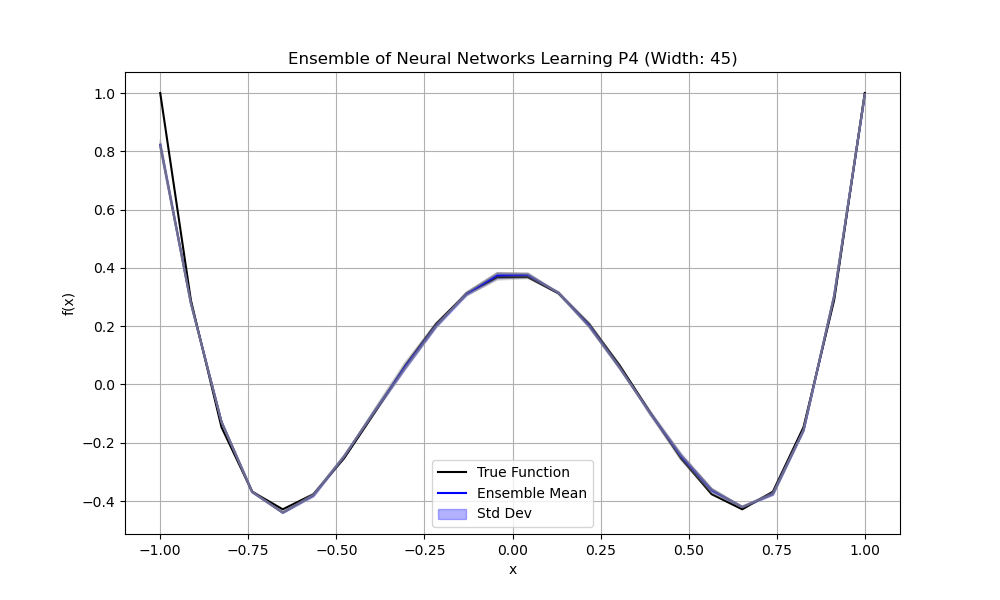 Ensemble of Neural Networks Learning P4 (Width: 45)
1.0
0.8
0.6
0.4
0.2
0.0
−0.2
−0.4
f(x)
True Function
Ensemble Mean
Std Dev
−1.00 −0.75 −0.50 −0.25 0.00 0.25 0.50 0.75 1.00
x